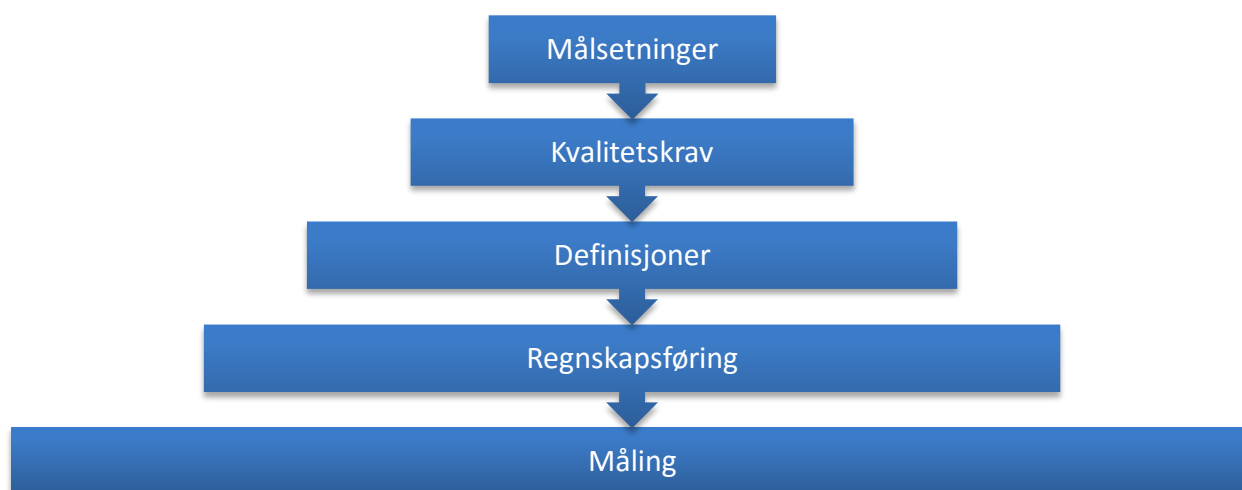 Målsetninger
Kvalitetskrav
Definisjoner
Regnskapsføring
Måling